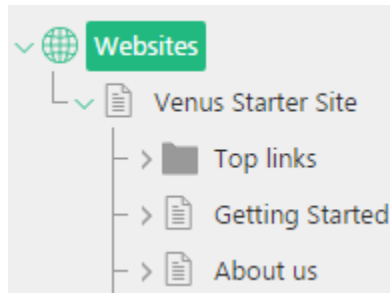 Websites
Venus Starter Site
Top links
Getting Started
About us